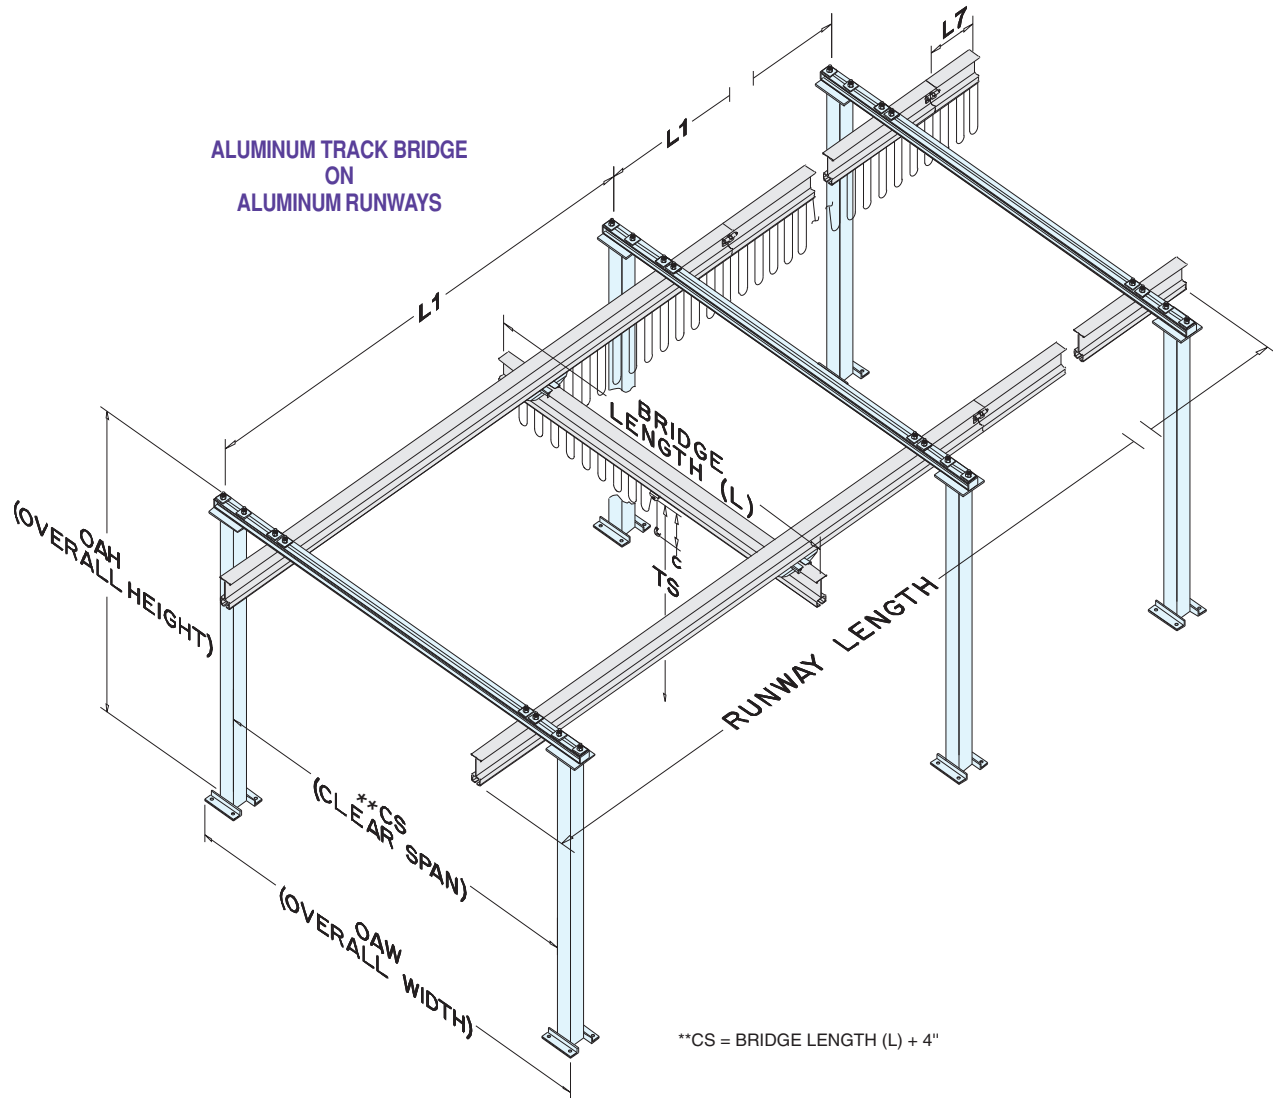 L7
L1
ALUMINUM TRACK BRIDGE
ON
ALUMINUM RUNWAYS
L1
BRIDGE
LENGTH (L)
OAH
(OVERALL HEIGHT)
C
TS
RUNWAY LENGTH
**CS
(CLEAR SPAN)
OAW
(OVERALL WIDTH)
**CS = BRIDGE LENGTH (L) + 4"